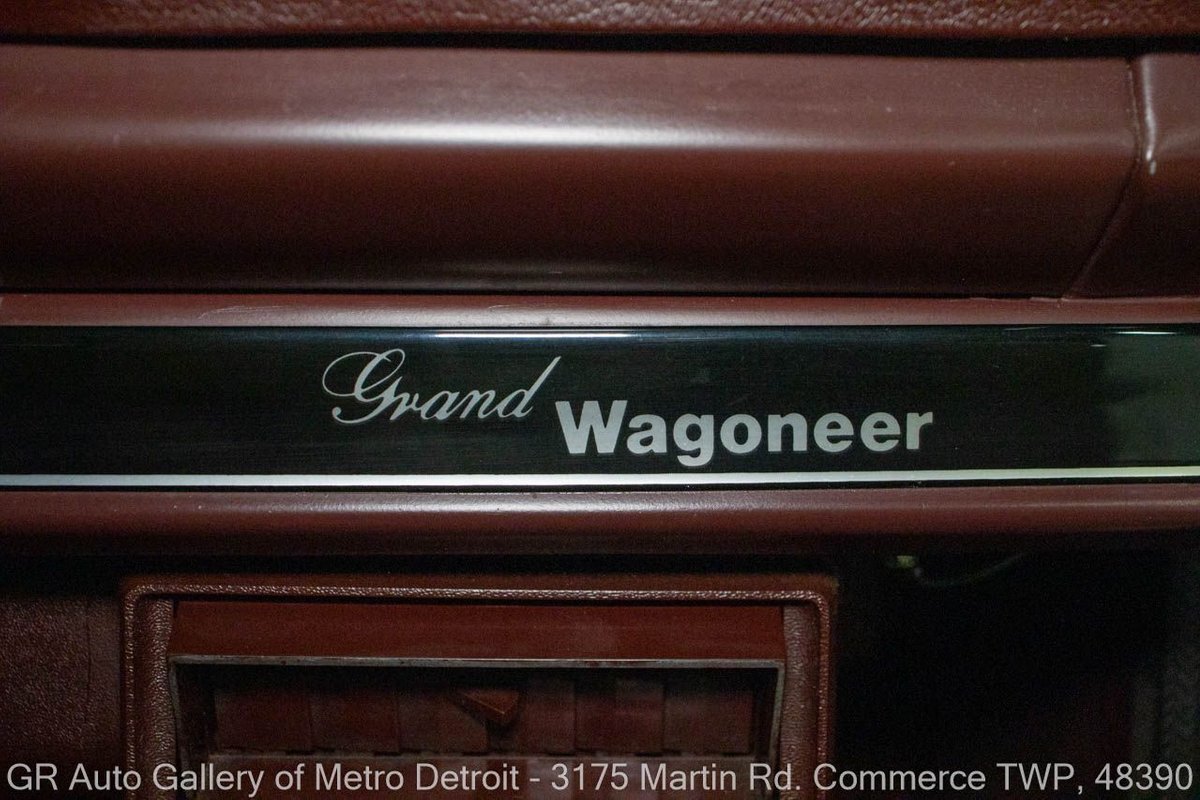 Grand Wagoneer
GR Auto Gallery of Metro Detroit - 3175 Martin Rd. Commerce TWP, 48390